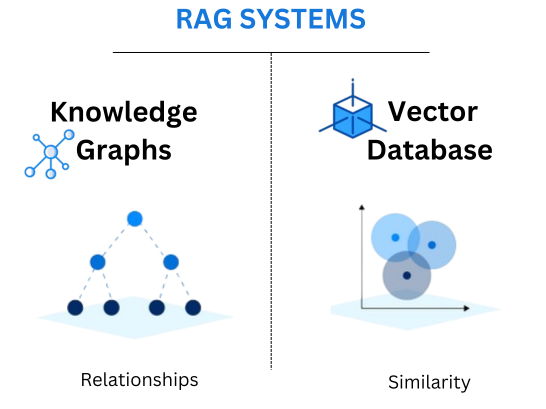 RAG SYSTEMS
Knowledge
Graphs
Vector
Database
Relationships
Similarity